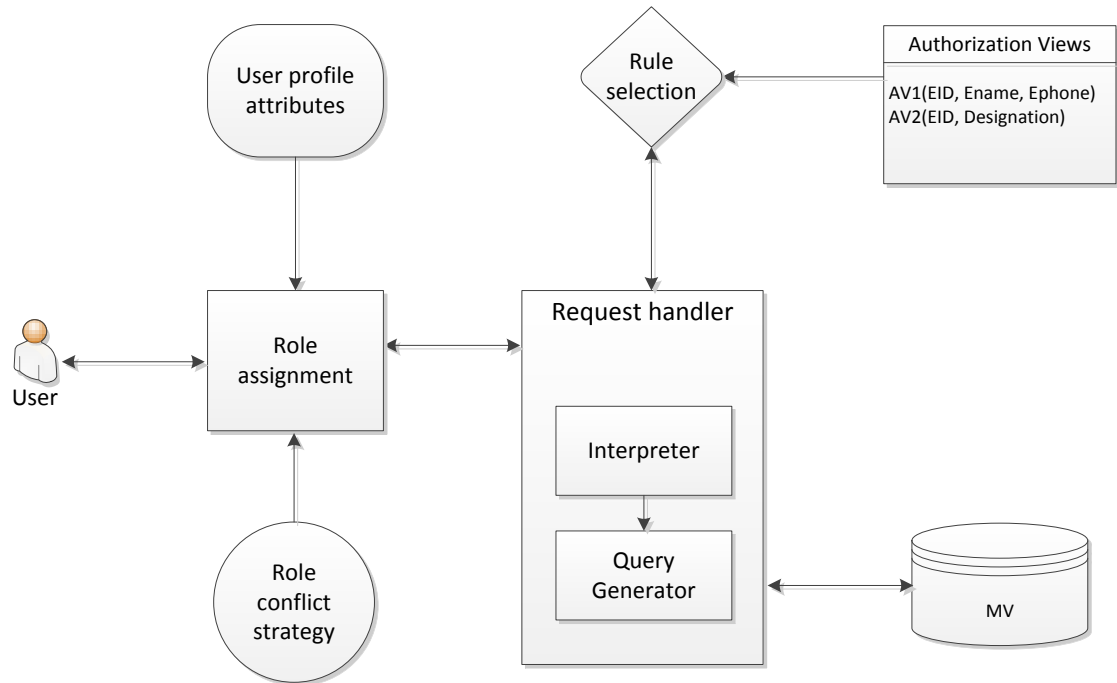 User profile
attributes
Rule
selection
Authorization Views
AV1(EID, Ename, Ephone)
AV2(EID, Designation)
User
Role
assignment
Request handler
Interpreter
Query
Generator
Role
conflict
strategy
MV